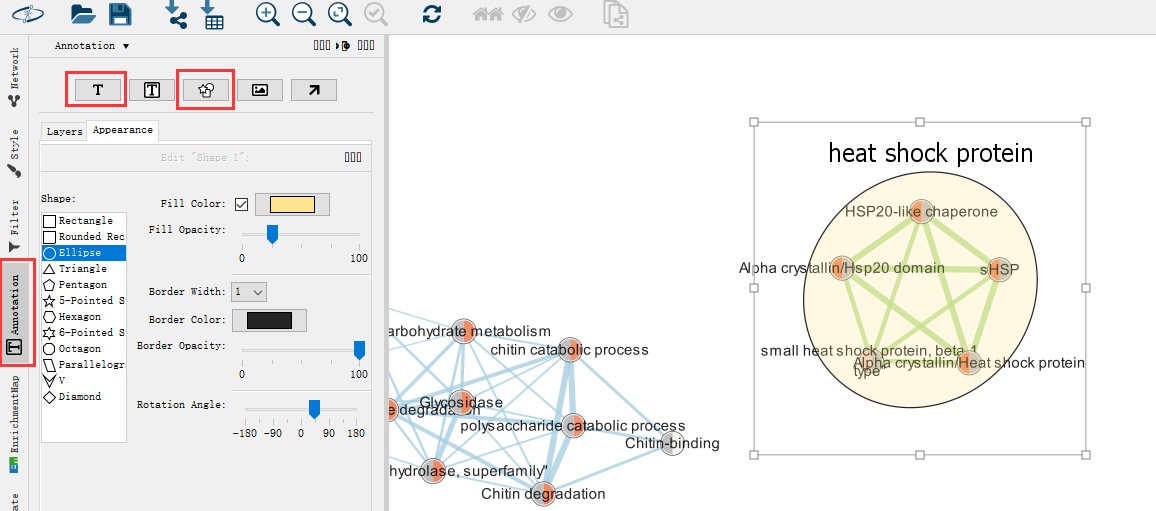 Annotation ▼
T
T
Network
Style
Filter
Annotation
EnrichmentMap
ate
Layers
Appearance
Edit "Shape 1":
Shape:
Rectangle
Rounded Rec
Ellipse
Triangle
Pentagon
5-Pointed S
Hexagon
6-Pointed S
Octagon
Parallelogra
V
Diamond
Fill Color:
Fill Opacity:
0 100
Border Width: 1
Border Color:
Border Opacity:
0 100
Rotation Angle:
-180 -90 0 90 180
heat shock protein
HSP20-like chaperone
Alpha crystallin/Hsp20 domain
sHSP
small heat shock protein, beta-1
Alpha crystallin/Heat shock protein
type"
arbohydrate metabolism
chitin catabolic process
Glycosidase
e degradation
polysaccharide catabolic process
Chitin-binding
hydrolase, superfamily"
Chitin degradation